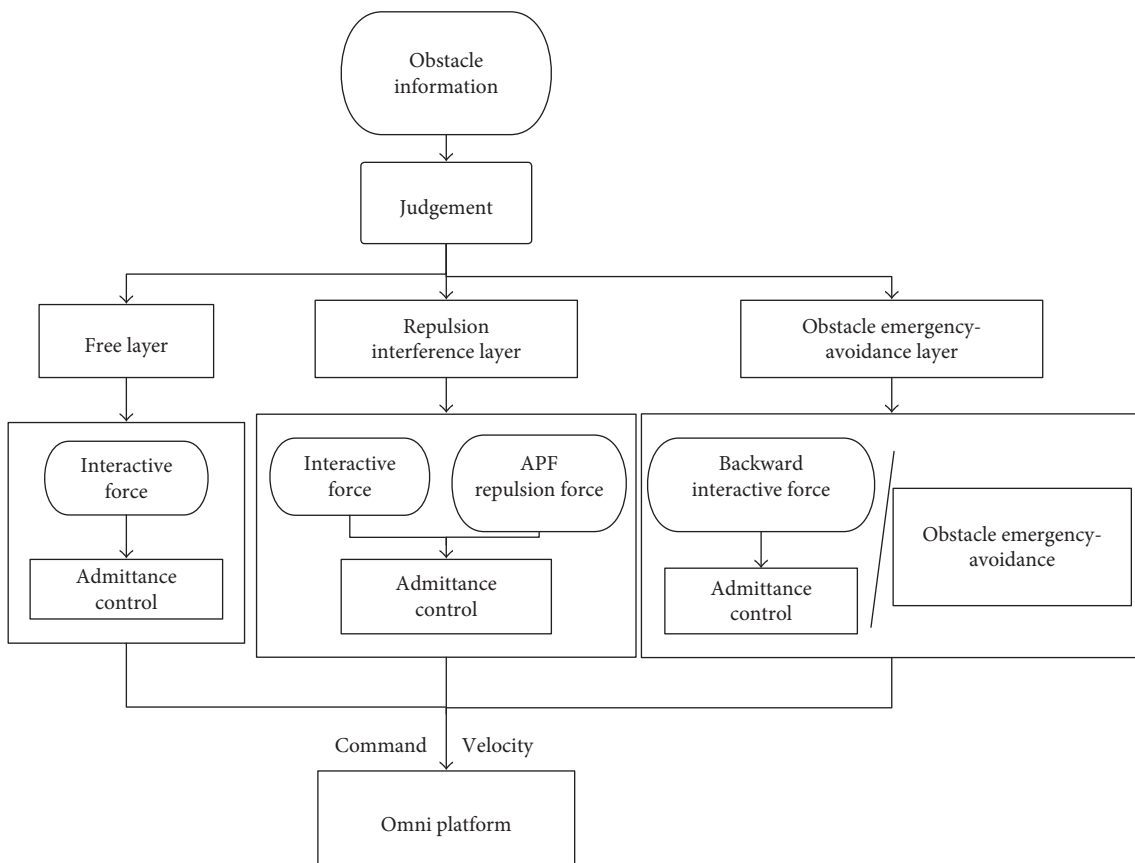 Obstacle
information
Judgement
Free layer
Repulsion
interference layer
Obstacle emergency-
avoidance layer
Interactive
force
Admittance
control
Interactive
force
APF
repulsion force
Admittance
control
Backward
interactive force
Admittance
control
Obstacle emergency-
avoidance
Command Velocity
Omni platform